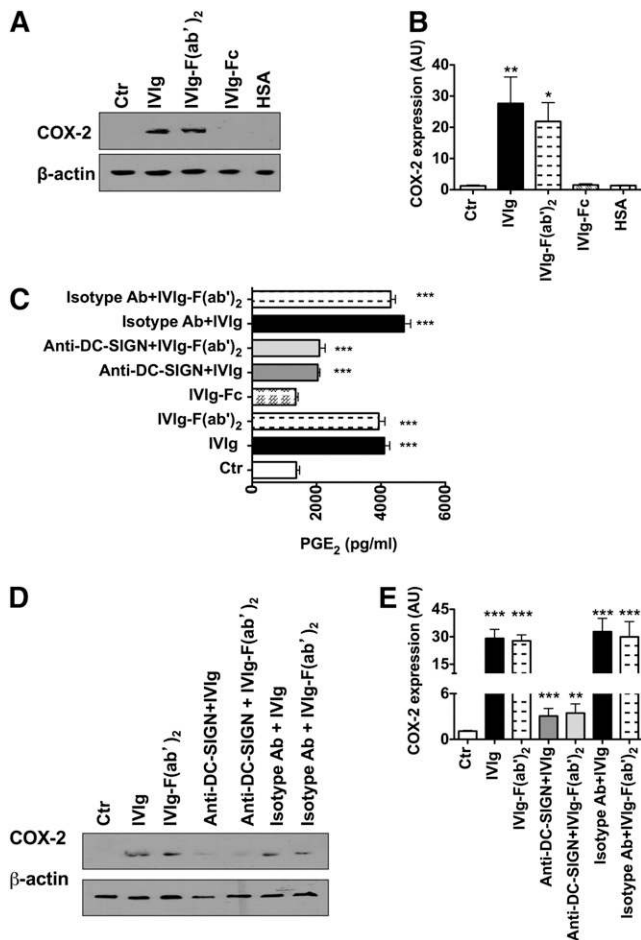 A
Ctr
IVIg
IVIg-F(ab')2
IVIg-Fc
HSA
COX-2
β-actin
B
COX-2 expression (AU)
40
30
20
10
0
**
*
Ctr
IVIg
IVIg-F(ab')2
IVIg-Fc
HSA
C
Isotype Ab+IVIg-F(ab')2
***
Isotype Ab+IVIg
***
Anti-DC-SIGN+IVIg-F(ab')2
***
Anti-DC-SIGN+IVIg
***
IVIg-Fc
IVIg-F(ab')2
***
IVIg
***
Ctr
0
2000
4000
6000
PGE2 (pg/ml)
D
Ctr
IVIg
IVIg-F(ab')2
Anti-DC-SIGN+IVIg
Anti-DC-SIGN + IVIg-F(ab')2
Isotype Ab + IVIg
Isotype Ab + IVIg-F(ab')2
COX-2
β-actin
E
COX-2 expression (AU)
45
30
15
6
0
***
***
***
**
***
***
Ctr
IVIg
IVIg-F(ab')2
Anti-DC-SIGN+IVIg
Anti-DC-SIGN+IVIg-F(ab')2
Isotype Ab+IVIg
Isotype Ab+IVIg-F(ab')2